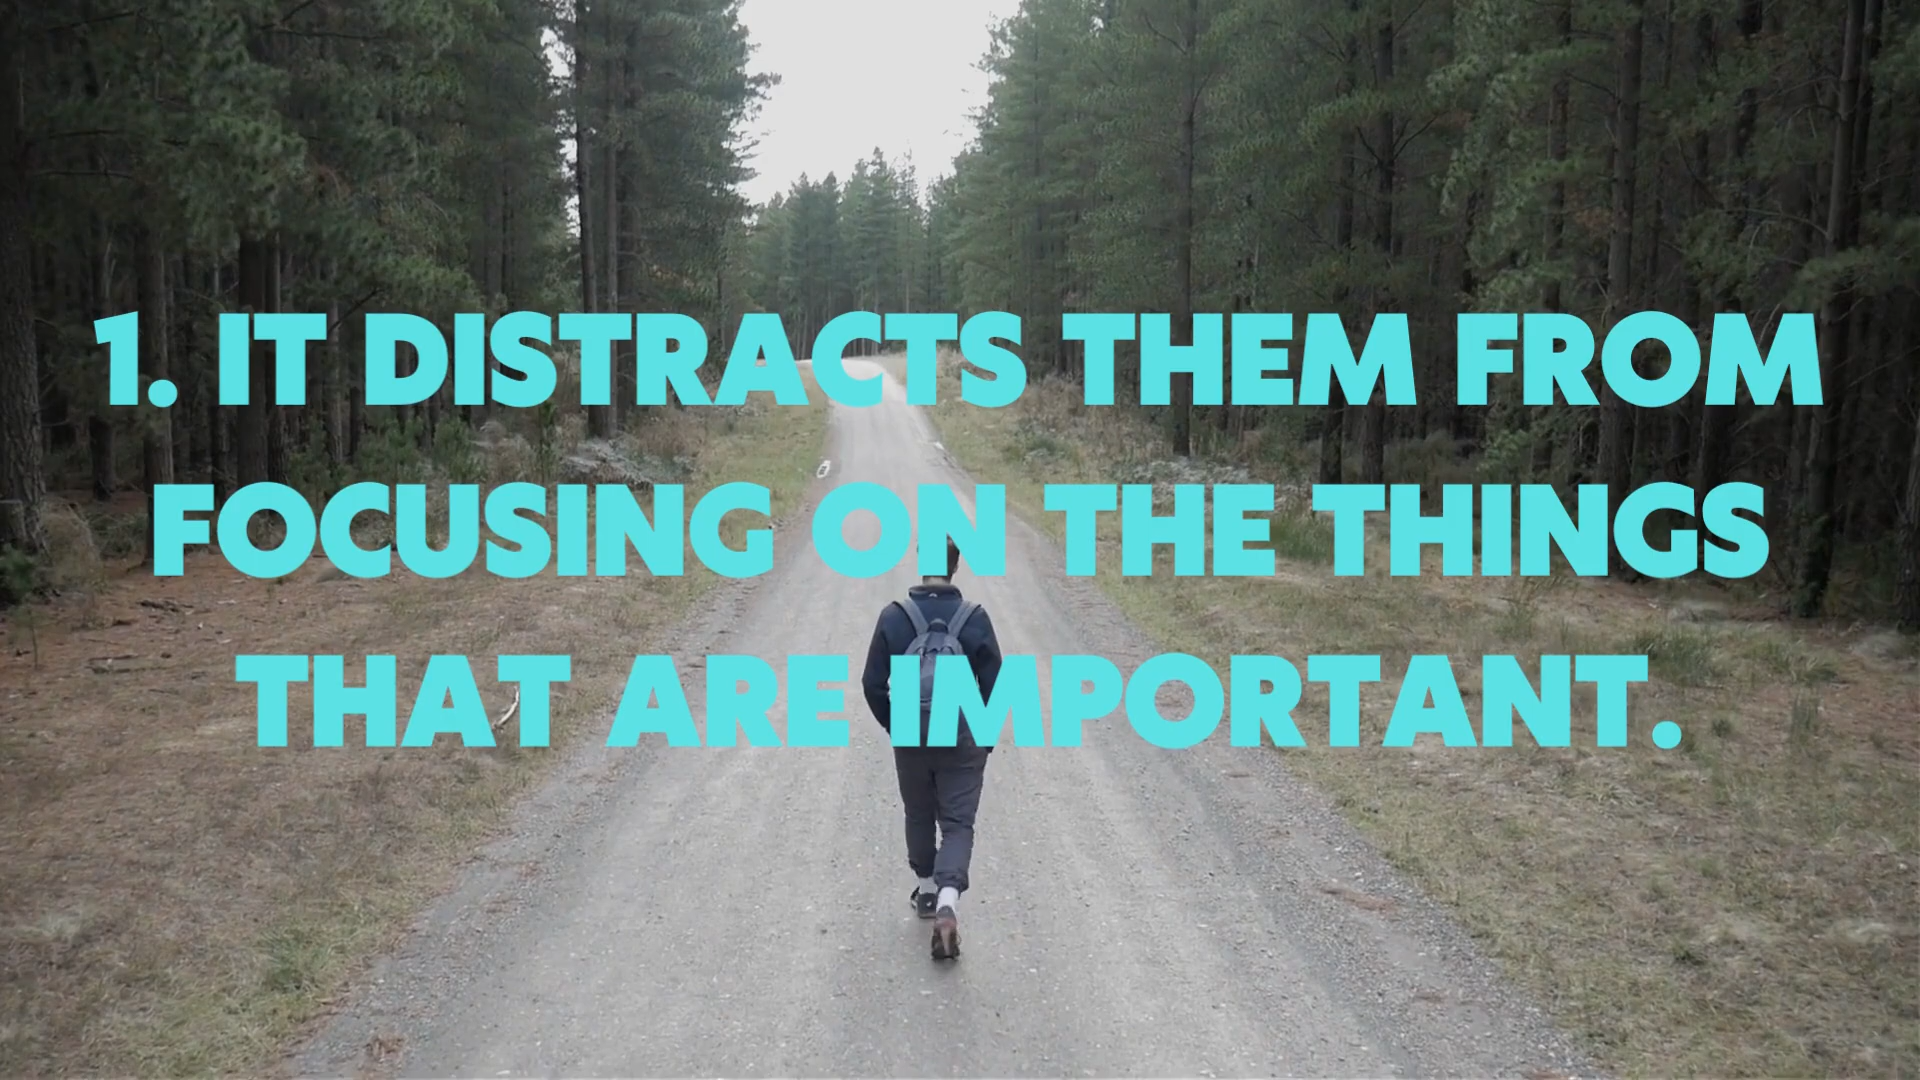 1. IT DISTRACTS THEM FROM
FOCUSING ON THE THINGS
THAT ARE IMPORTANT.